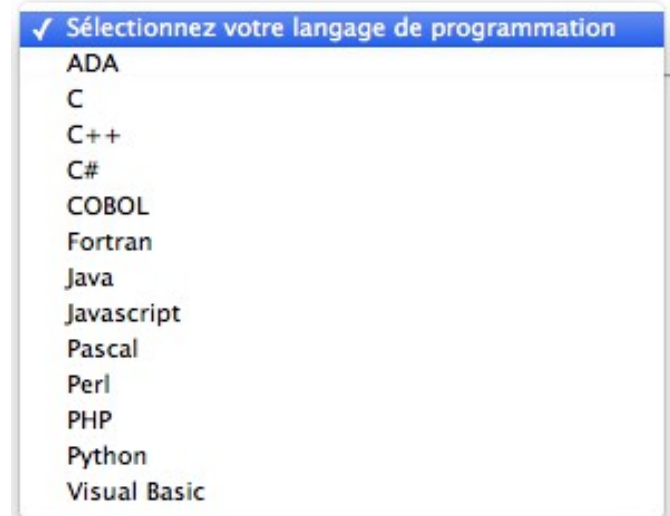 ✓ Sélectionnez votre langage de programmation
ADA
C
C++
C#
COBOL
Fortran
Java
Javascript
Pascal
Perl
PHP
Python
Visual Basic